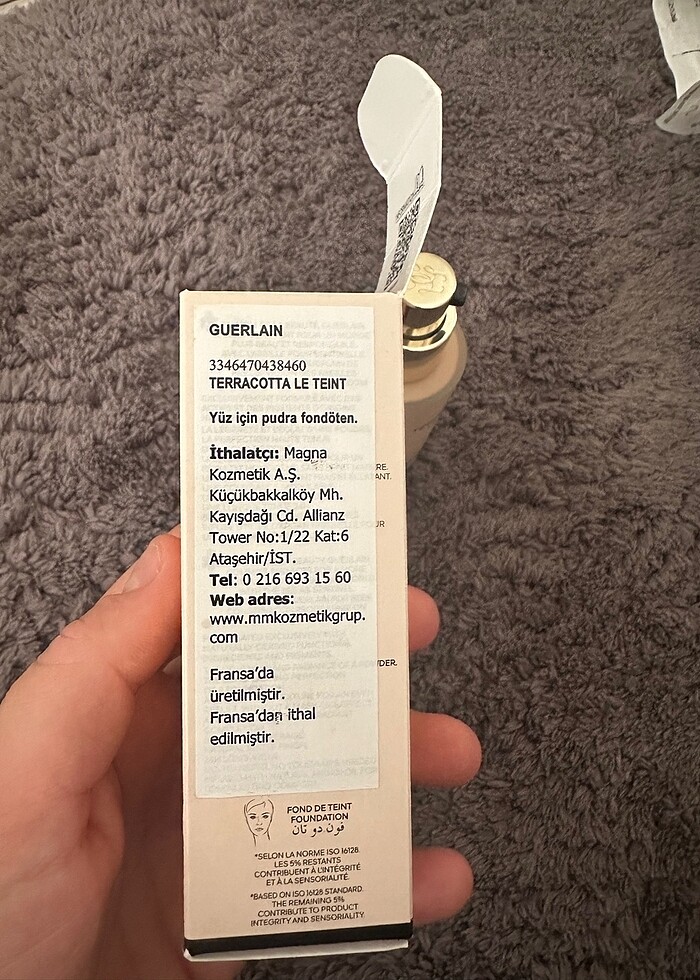 GUERLAIN
3346470438460
TERRACOTTA LE TEINT
Yüz için pudra fondöten.
İthalatçı: Magna
Kozmetik A.Ş.
Küçükbakkalköy Mh.
Kayışdağı Cd. Allianz
Tower No:1/22 Kat:6
Ataşehir/İST.
Tel: 0 216 693 15 60
Web adres:
www.mmkozmetikgrup.
com
Fransa'da
üretilmiştir.
Fransa'dan ithal
edilmiştir.
FOND DE TEINT
FOUNDATION
فون دو تان
*SELON LA NORME ISO 16128.
LES 5% RESTANTS
CONTRIBUENT À L'INTÉGRITÉ
ET À LA SENSORIALITÉ.
*BASED ON ISO 16128 STANDARD.
THE REMAINING 5%
CONTRIBUTE TO PRODUCT
INTEGRITY AND SENSORIALITY.